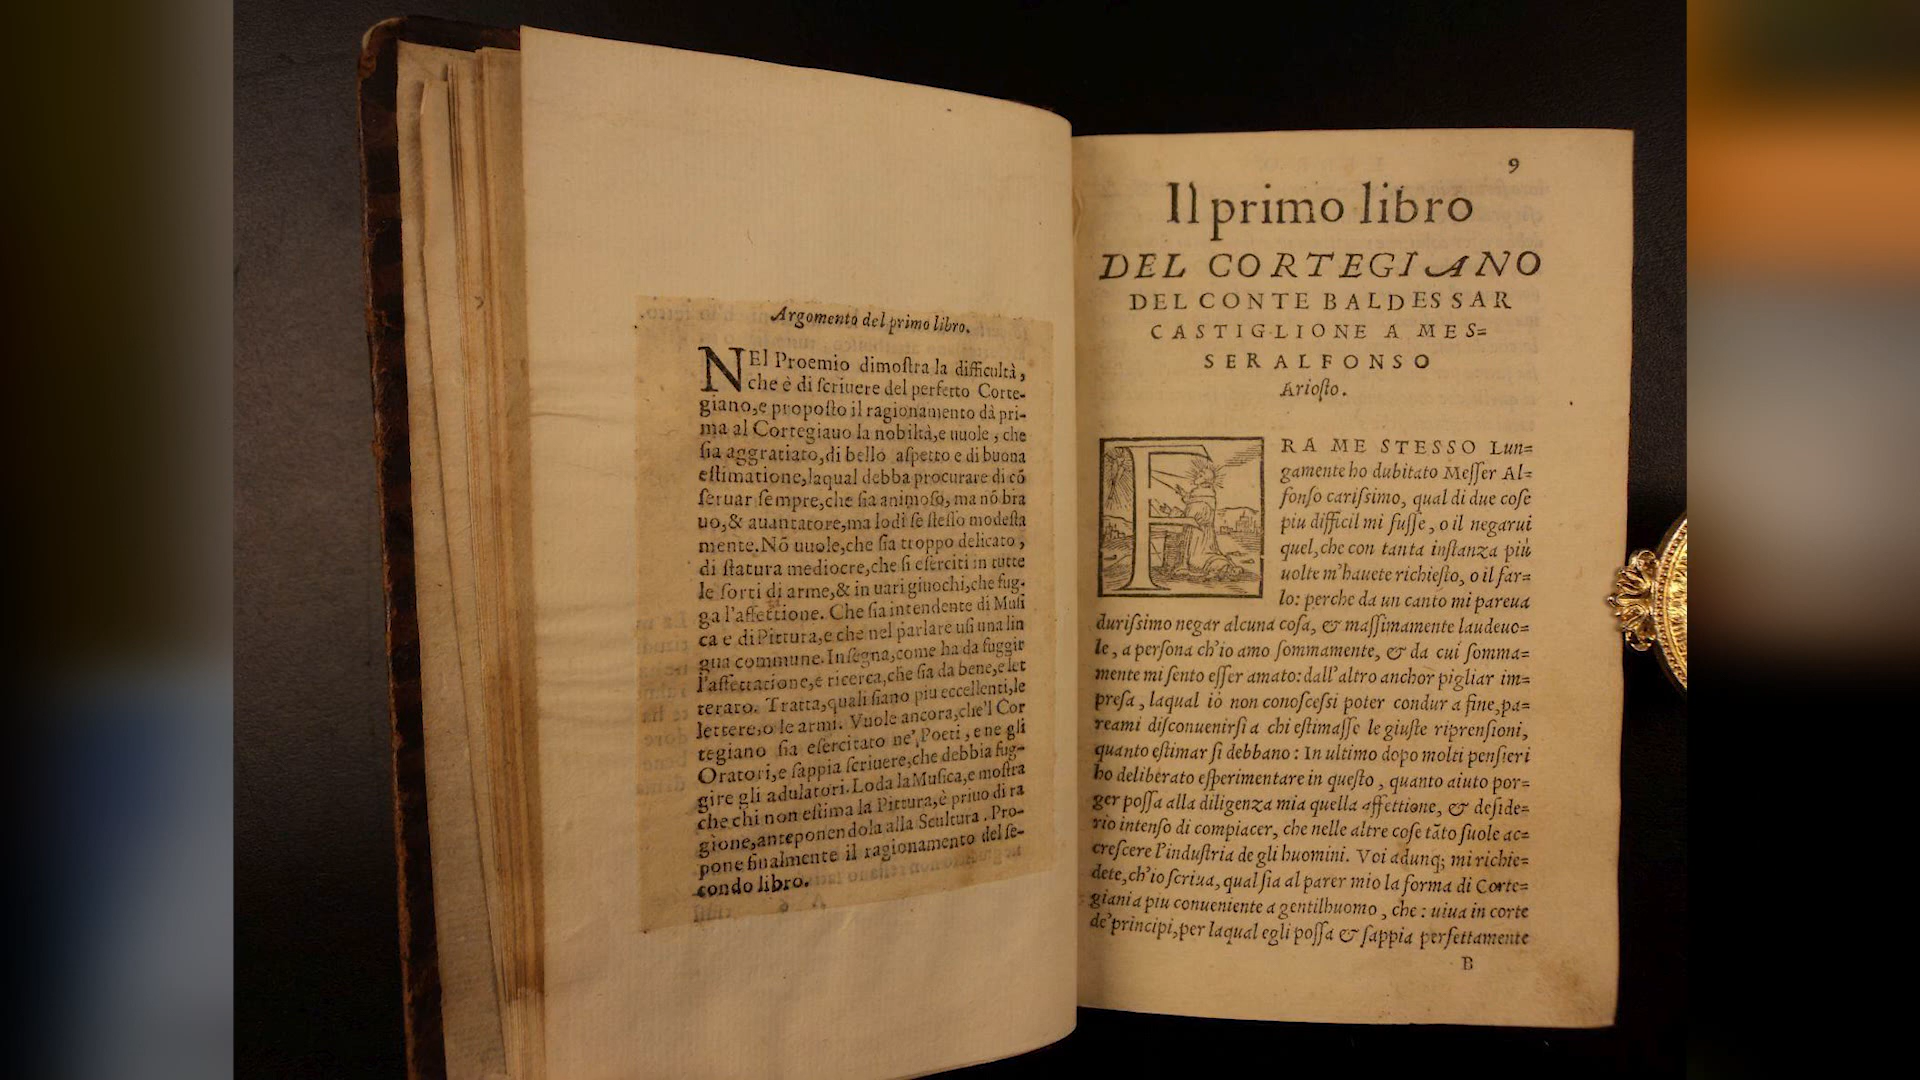 Argomento del primo libro.
NEl Proemio dimoſtra la difficultà,
che è di ſcriuere del perfetto Corte-
giano, e propoſto il ragionamento dà pri-
ma al Cortegiauo la nobiltà, e uuole, che
ſia aggratiato, di bello aſpetto e di buona
eſtimatione, laqual debba procurare di cõ
ſeruar ſempre, che ſia animoſo, ma nõ bra
uo, & auantatore, ma lodi ſe ſteſſo modeſta
mente. Nõ uuole, che ſia troppo delicato,
di ſtatura mediocre, che ſi eſerciti in tutte
le ſorti di arme, & in uari giuochi, che fug-
ga l'affettione. Che ſia intendente di Muſi
ca e di Pittura, e che nel parlare uſi una lin
gua commune. Inſegna, come ha da fuggir
l'affettatione, e ricerca, che ſia da bene, e let
terato. Tratta, quali ſiano piu eccellenti, le
lettere, o le armi. Vuole ancora, che'l Cor
tegiano ſia eſercitato ne' Poeti, e ne gli
Oratori, e ſappia ſcriuere, che debbia fug-
gire gli adulatori. Loda la Muſica, e moſtra
che chi non eſtima la Pittura, è priuo di ra
gione, anteponendola alla Scultura. Pro-
pone finalmente il ragionamento del ſe-
condo libro.
9
Il primo libro
DEL CORTEGIANO
DEL CONTE BALDESSAR
CASTIGLIONE A MES=
SER ALFONSO
Arioſto.
FRA ME STESSO Lun=
gamente ho dubitato Meſſer Al=
fonſo cariſsimo, qual di due coſe
piu difficil mi fuſſe, o il negarui
quel, che con tanta inſtanza piú
uolte m'hauete richieſto, o il far=
lo: perche da un canto mi pareua
duriſsimo negar alcuna coſa, & maſſimamente laudeuo=
le, a perſona ch'io amo ſommamente, & da cui ſomma=
mente mi ſento eſſer amato: dall'altro anchor pigliar im=
preſa, laqual iò non conoſceſsi poter condur a fine, pa=
reami diſconuenirſi a chi eſtimaſſe le giuſte riprenſioni,
quanto eſtimar ſi debbano: In ultimo dopo molti penſieri
ho deliberato eſperimentare in queſto, quanto aiuto por=
ger poſſa alla diligenza mia quella affettione, & deſide=
rio intenſo di compiacer, che nelle altre coſe tãto ſuole ac=
creſcere l'induſtria de gli huomini. Voi adunq; mi richie=
dete, ch'io ſcriua, qual ſia al parer mio la forma di Corte=
giania piu conueniente a gentilhuomo, che: uiua in corte
de' principi, per laqual egli poſſa & ſappia perfettamente
B